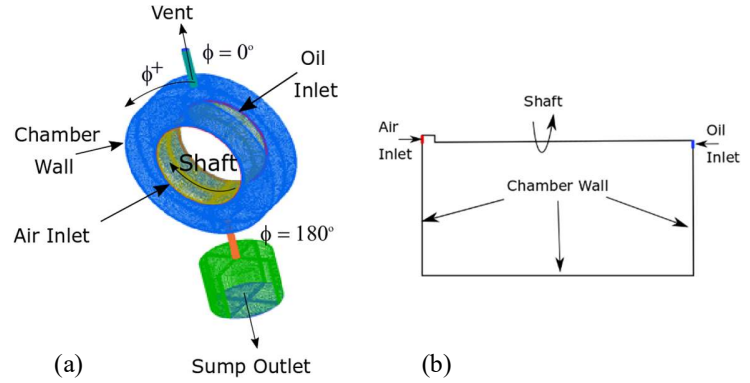 Vent
ϕ = 0°
ϕ⁺
Oil
Inlet
Chamber
Wall
Shaft
Air Inlet
ϕ = 180°
Sump Outlet
(a)
Shaft
Air
Inlet
Oil
Inlet
Chamber Wall
(b)